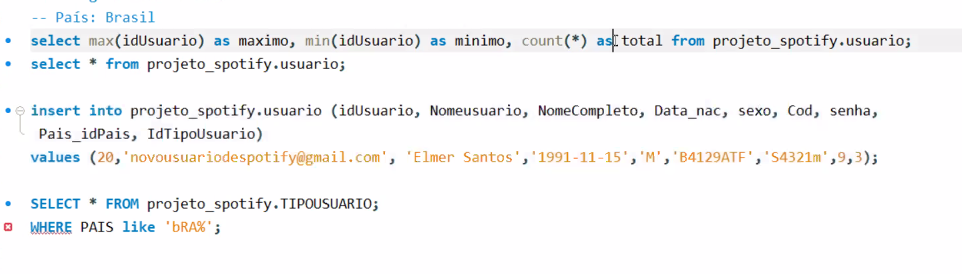 -- País: Brasil
select max(idUsuario) as maximo, min(idUsuario) as minimo, count(*) as total from projeto_spotify.usuario;
select * from projeto_spotify.usuario;
insert into projeto_spotify.usuario (idUsuario, Nomeusuario, NomeCompleto, Data_nac, sexo, Cod, senha,
Pais_idPais, IdTipoUsuario)
values (20,'novousuariodespotify@gmail.com', 'Elmer Santos','1991-11-15','M','B4129ATF','S4321m',9,3);
SELECT * FROM projeto_spotify.TIPOUSUARIO;
WHERE PAIS like 'bRA%';